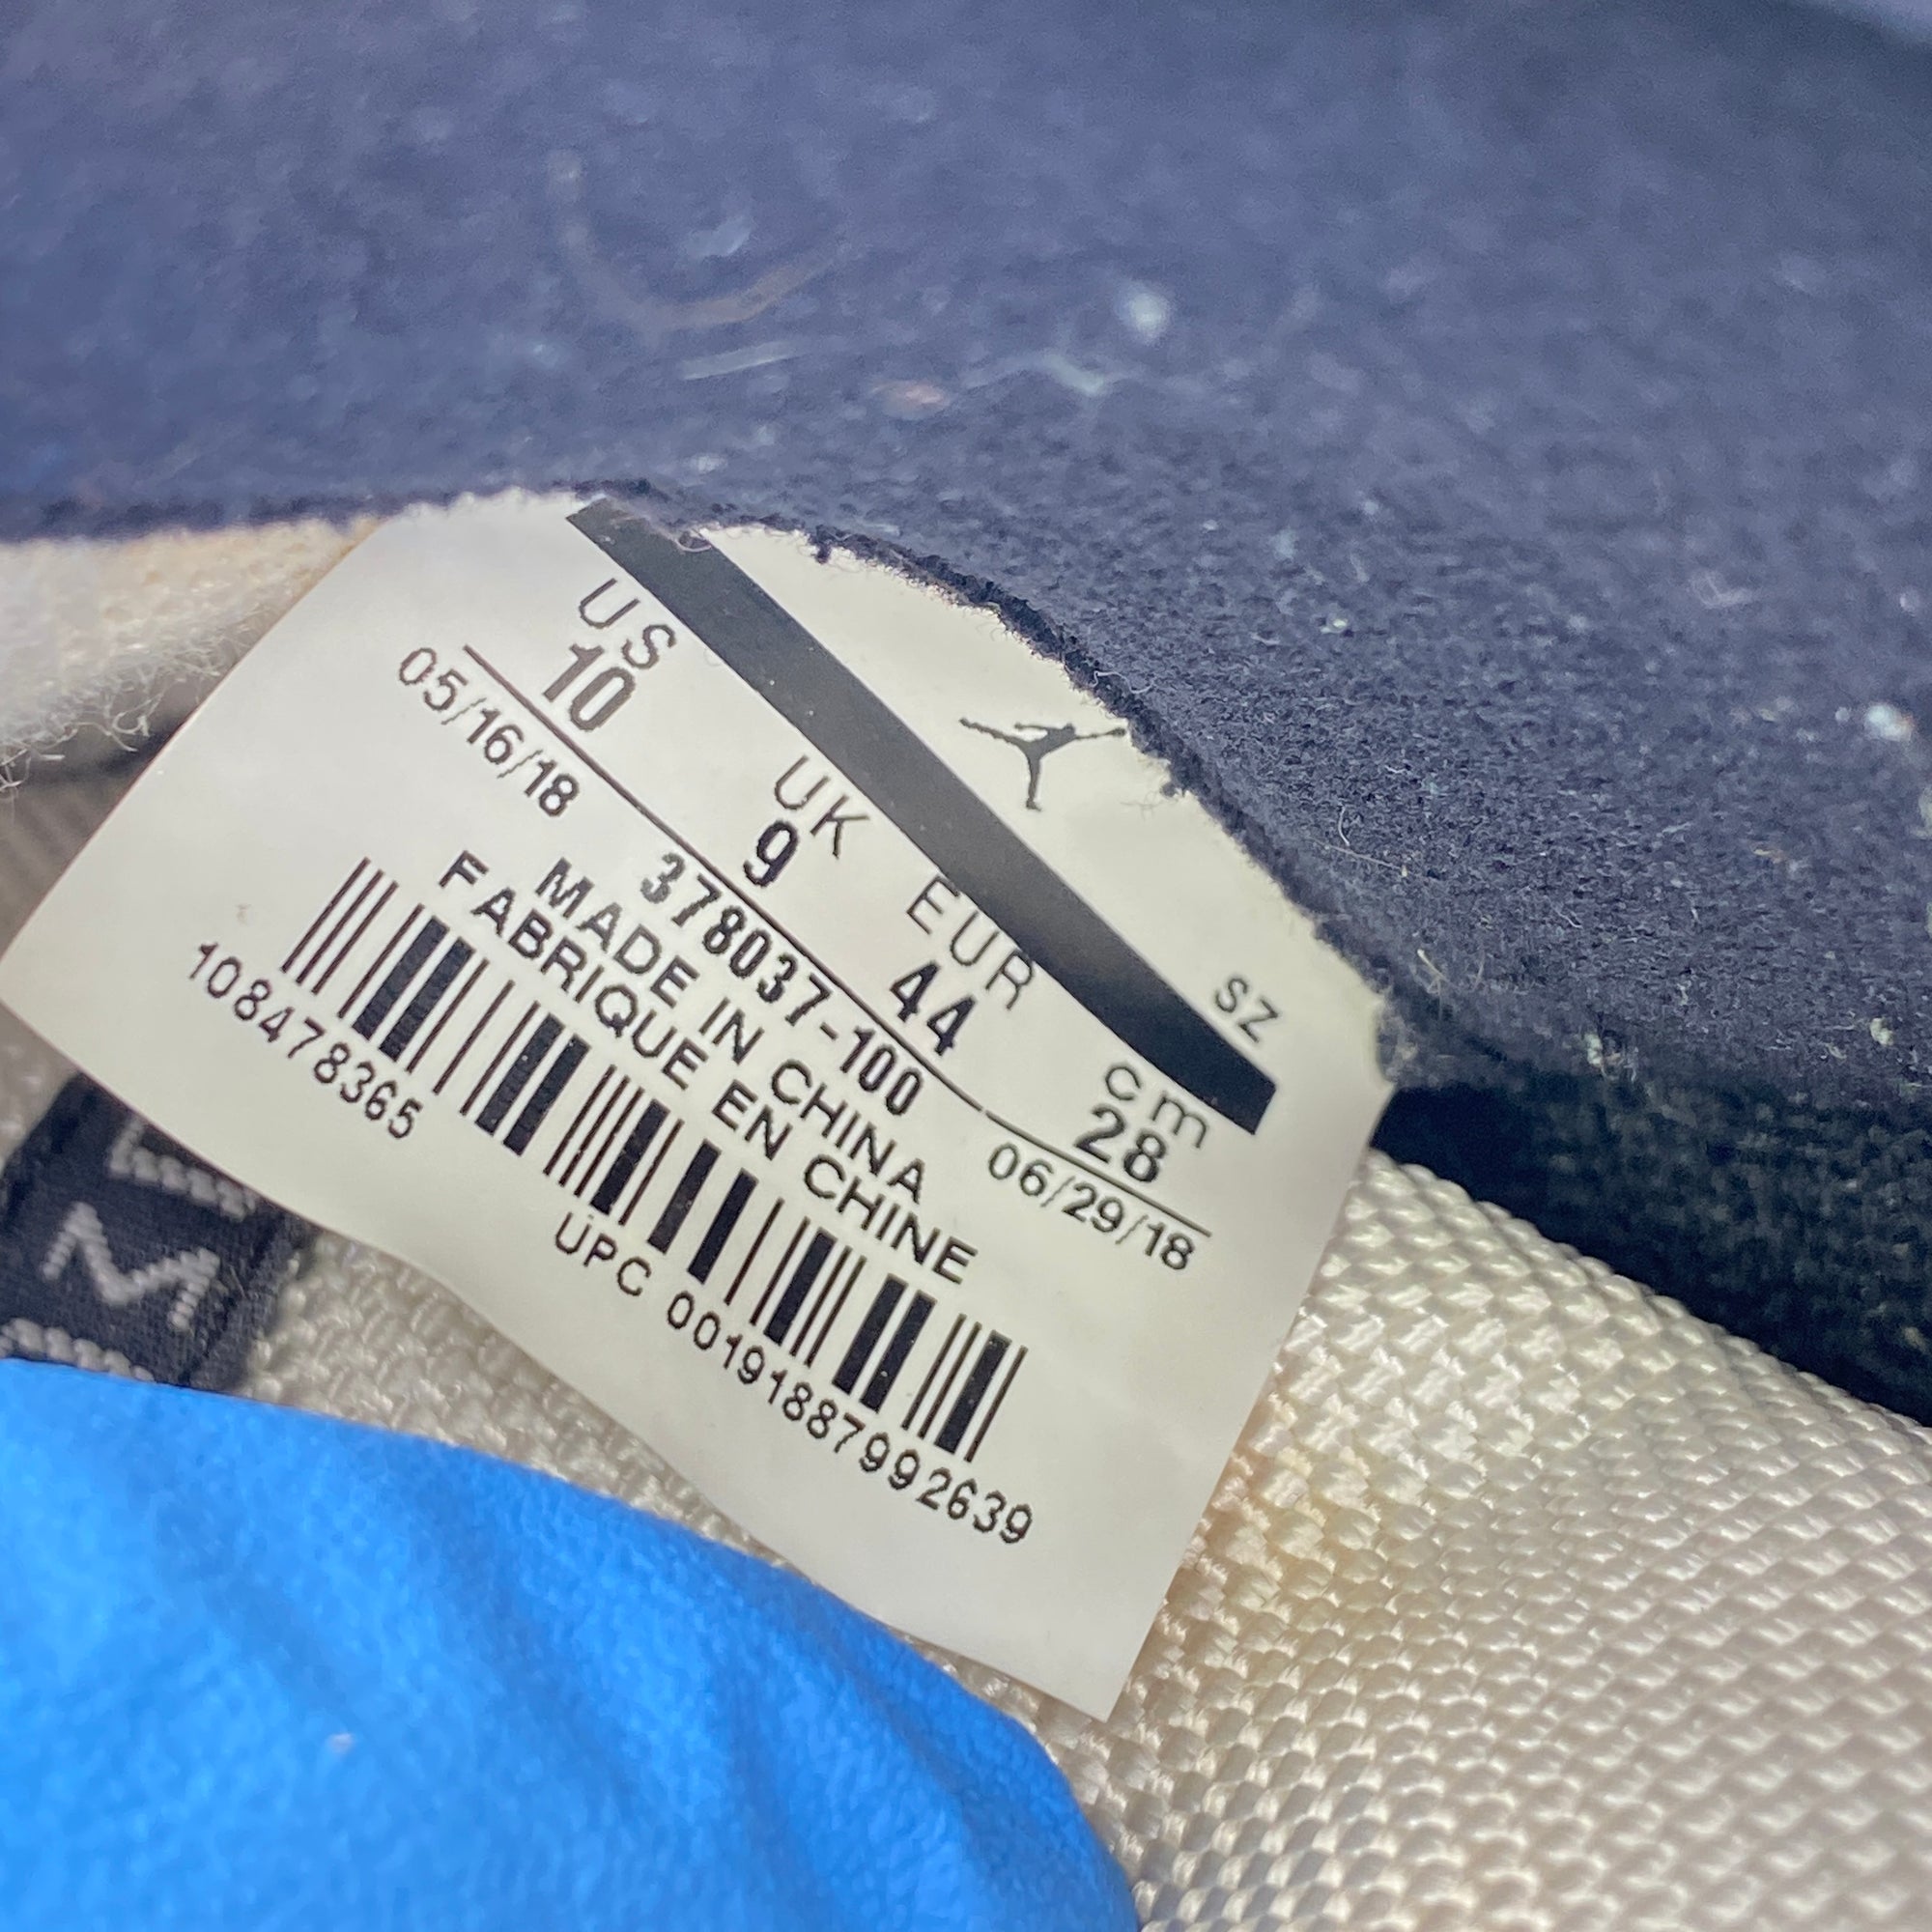 SZ
US UK EUR cm
10 9 44 28
05/16/18 378037-100 06/29/18
MADE IN CHINA
FABRIQUE EN CHINE
108478365 UPC 00191887992639
M